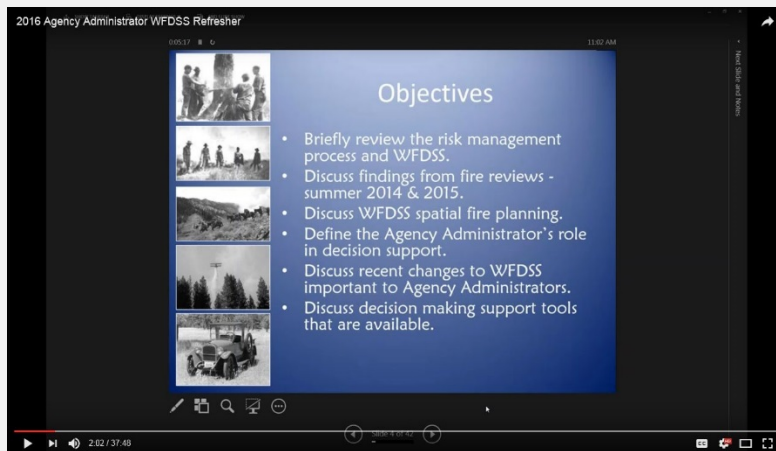 2016 Agency Administrator WFDSS Refresher
0:05:17
11:02 AM
Next Slide and Notes
Objectives
• Briefly review the risk management
process and WFDSS.
• Discuss findings from fire reviews -
summer 2014 & 2015.
• Discuss WFDSS spatial fire planning.
• Define the Agency Administrator's role
in decision support.
• Discuss recent changes to WFDSS
important to Agency Administrators.
• Discuss decision making support tools
that are available.
Slide 4 of 42
2:02 / 37:48
CC